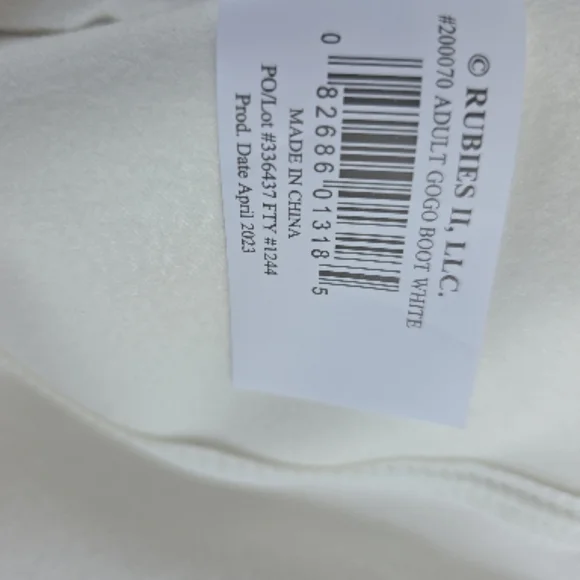 © RUBIES II, LLC.
#200070 ADULT GOGO BOOT WHITE
0 82686 01318 5
MADE IN CHINA
PO/Lot #336437 FTY #1244
Prod. Date April 2023